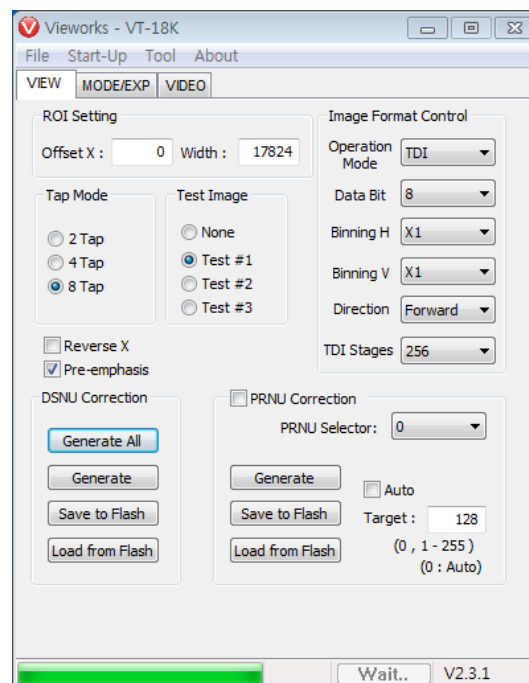 Vieworks - VT-18K
File Start-Up Tool About
VIEW MODE/EXP VIDEO
ROI Setting
Offset X : 0 Width : 17824
Image Format Control
Operation Mode TDI
Data Bit 8
Binning H X1
Binning V X1
Direction Forward
TDI Stages 256
Tap Mode
2 Tap
4 Tap
8 Tap
Test Image
None
Test #1
Test #2
Test #3
Reverse X
Pre-emphasis
DSNU Correction
Generate All
Generate
Save to Flash
Load from Flash
PRNU Correction
PRNU Selector: 0
Generate
Save to Flash
Load from Flash
Auto
Target : 128
(0 , 1 - 255 )
(0 : Auto)
Wait.. V2.3.1